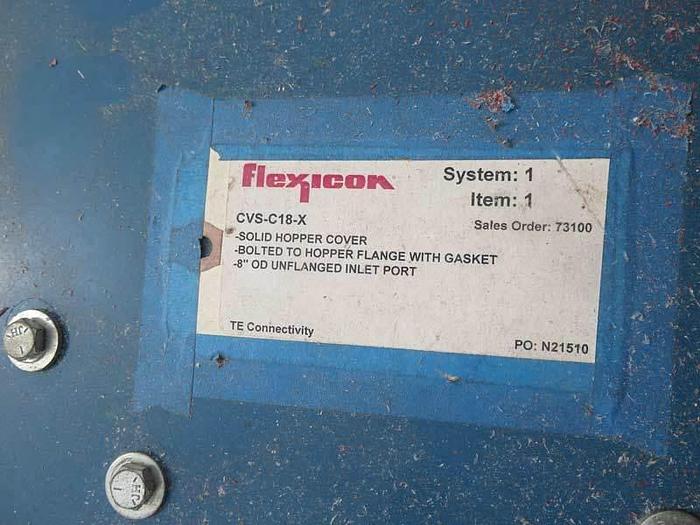 flexicon
System: 1
Item: 1
CVS-C18-X
Sales Order: 73100
-SOLID HOPPER COVER
-BOLTED TO HOPPER FLANGE WITH GASKET
-8" OD UNFLANGED INLET PORT
TE Connectivity
PO: N21510